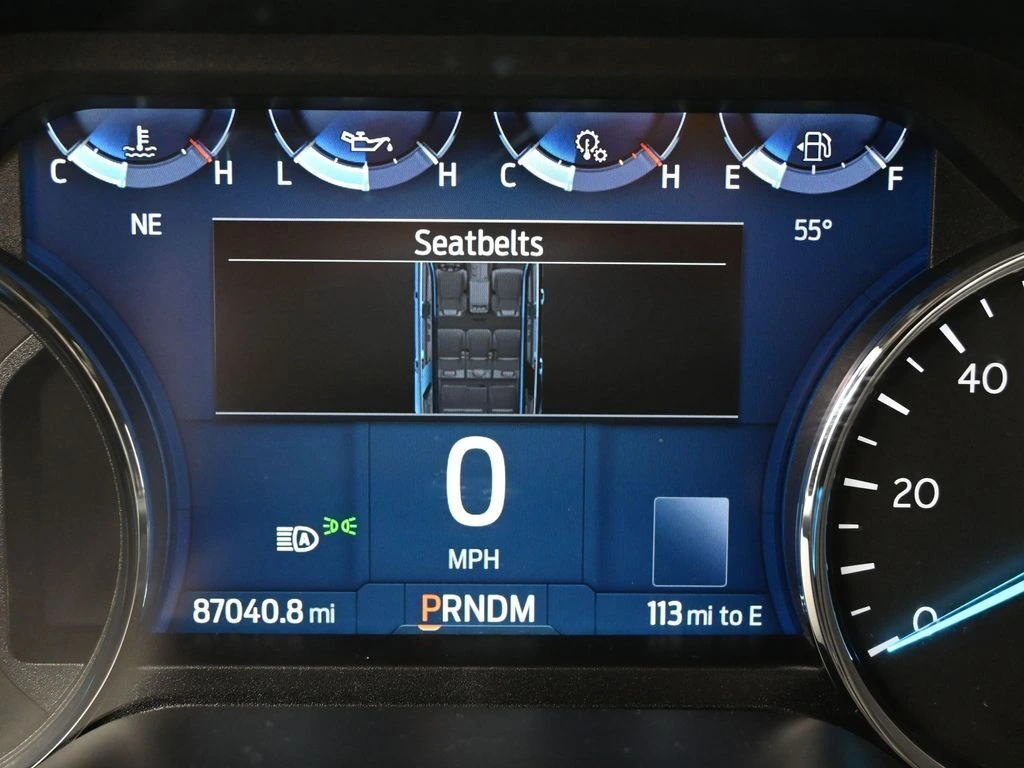 C H L H C H E F
NE
55°
Seatbelts
0
MPH
A
87040.8 mi
PRNDM
113 mi to E
40
20
0